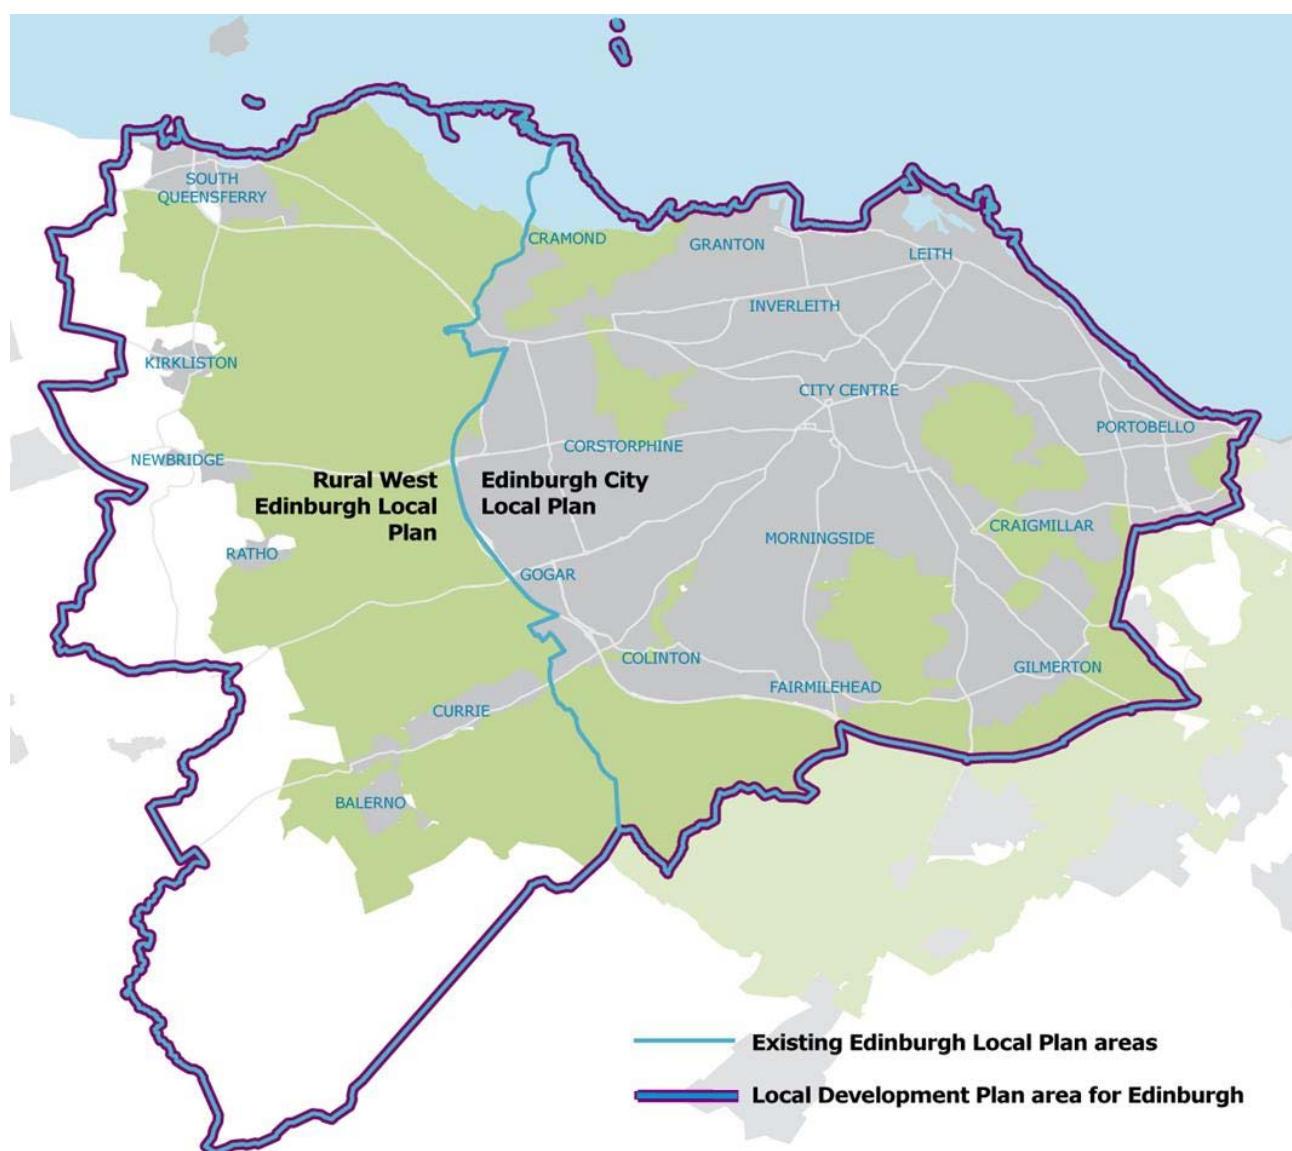 SOUTH
QUEENSFERRY
CRAMOND
GRANTON
LEITH
INVERLEITH
KIRKLISTON
CITY CENTRE
PORTOBELLO
CORSTORPHINE
NEWBRIDGE
Rural West
Edinburgh Local
Plan
Edinburgh City
Local Plan
CRAIGMILLAR
MORNINGSIDE
RATHO
GOGAR
COLINTON
GILMERTON
FAIRMILEHEAD
CURRIE
BALERNO
Existing Edinburgh Local Plan areas
Local Development Plan area for Edinburgh